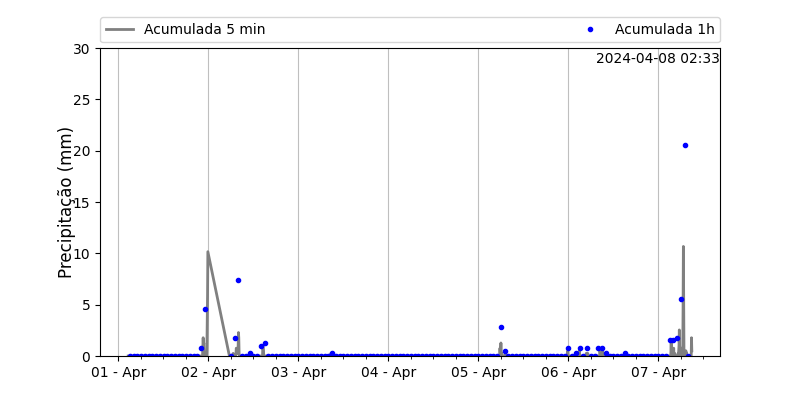 Acumulada 5 min
Acumulada 1h
2024-04-08 02:33
Precipitação (mm)
30
25
20
15
10
5
0
01 - Apr
02 - Apr
03 - Apr
04 - Apr
05 - Apr
06 - Apr
07 - Apr